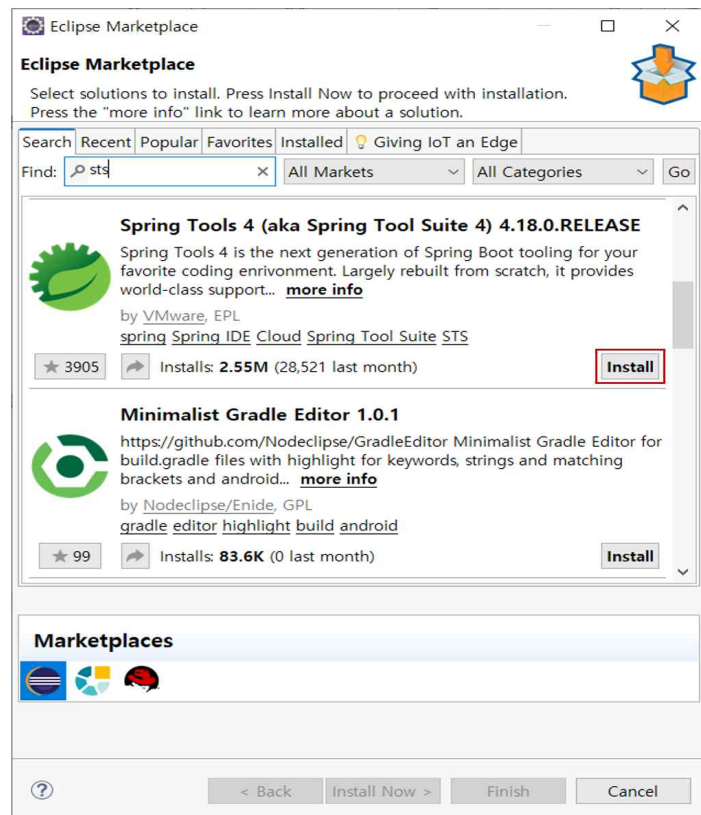 Eclipse Marketplace
Eclipse Marketplace
Select solutions to install. Press Install Now to proceed with installation.
Press the "more info" link to learn more about a solution.
Search Recent Popular Favorites Installed Giving IoT an Edge
Find: sts All Markets All Categories Go
Spring Tools 4 (aka Spring Tool Suite 4) 4.18.0.RELEASE
Spring Tools 4 is the next generation of Spring Boot tooling for your
favorite coding enrivonment. Largely rebuilt from scratch, it provides
world-class support... more info
by VMware, EPL
spring Spring IDE Cloud Spring Tool Suite STS
3905 Installs: 2.55M (28,521 last month) Install
Minimalist Gradle Editor 1.0.1
https://github.com/Nodeclipse/GradleEditor Minimalist Gradle Editor for
build.gradle files with highlight for keywords, strings and matching
brackets and android... more info
by Nodeclipse/Enide, GPL
gradle editor highlight build android
99 Installs: 83.6K (0 last month) Install
Marketplaces
? < Back Install Now > Finish Cancel